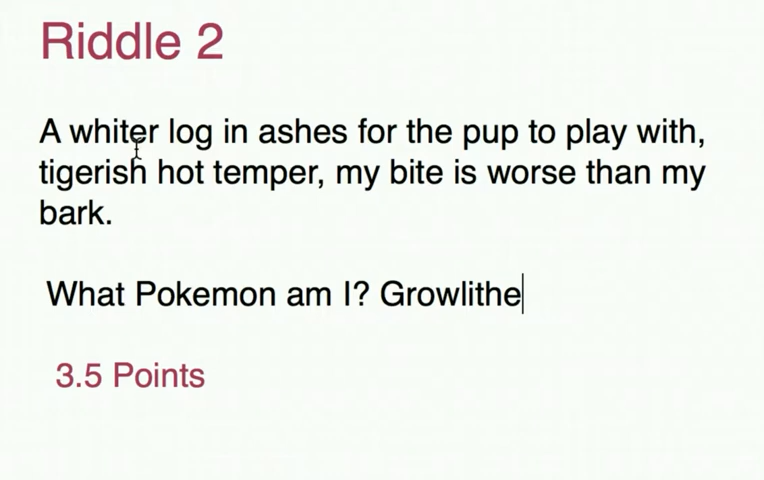 Riddle 2
A whiter log in ashes for the pup to play with,
tigerish hot temper, my bite is worse than my
bark.
What Pokemon am I? Growlithe
3.5 Points